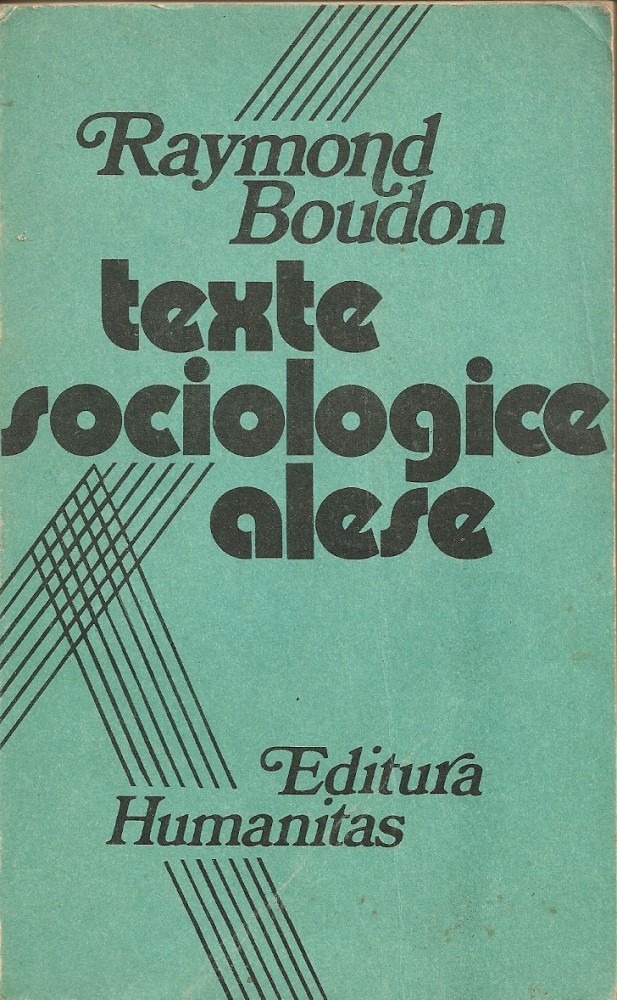 Raymond
Boudon
texte
sociologice
alese
Editura
Humanitas